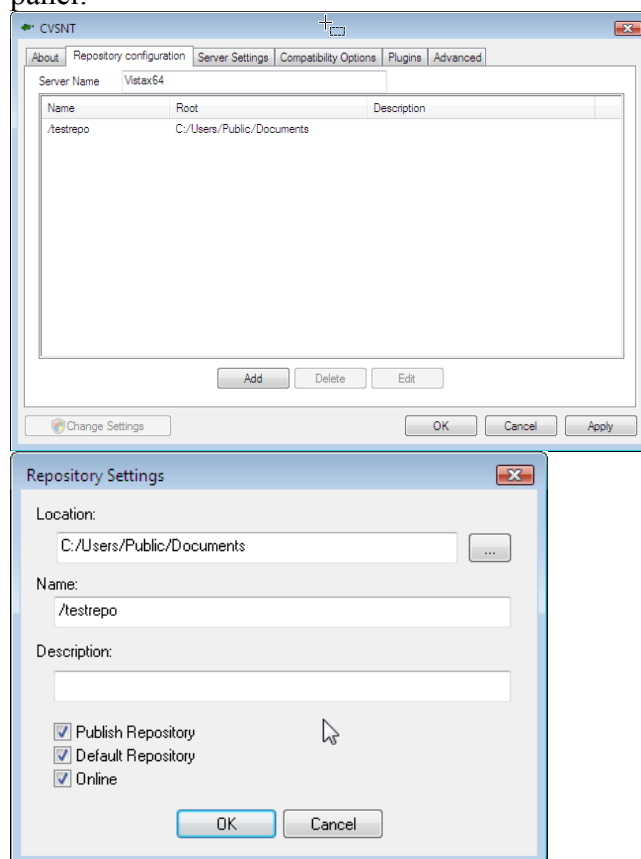 panel.
CVSNT
About Repository configuration Server Settings Compatibility Options Plugins Advanced
Server Name Vistax64
Name Root Description
/testrepo C:/Users/Public/Documents
Add Delete Edit
Change Settings OK Cancel Apply
Repository Settings
Location:
C:/Users/Public/Documents ...
Name:
/testrepo
Description:
Publish Repository
Default Repository
Online
OK Cancel